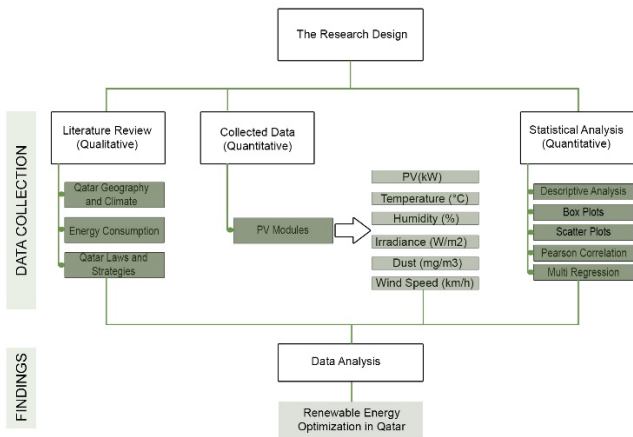 The Research Design
DATA COLLECTION
Literature Review
(Qualitative)
Qatar Geography
and Climate
Energy Consumption
Qatar Laws and
Strategies
Collected Data
(Quantitative)
PV Modules
PV(kW)
Temperature (°C)
Humidity (%)
Irradiance (W/m2)
Dust (mg/m3)
Wind Speed (km/h)
Statistical Analysis
(Quantitative)
Descriptive Analysis
Box Plots
Scatter Plots
Pearson Correlation
Multi Regression
FINDINGS
Data Analysis
Renewable Energy
Optimization in Qatar